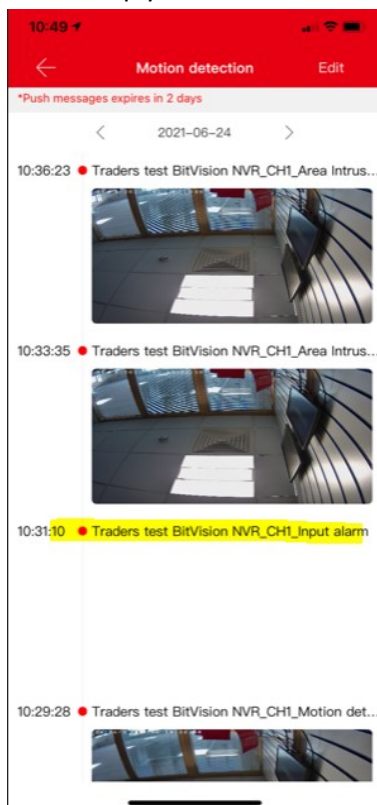 10:49
Motion detection
Edit
*Push messages expires in 2 days
< 2021-06-24 >
10:36:23 Traders test BitVision NVR_CH1_Area Intrus...
10:33:35 Traders test BitVision NVR_CH1_Area Intrus...
10:31:10 Traders test BitVision NVR_CH1_Input alarm
10:29:28 Traders test BitVision NVR_CH1_Motion det...